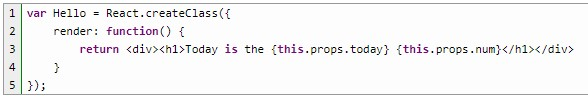 1 var Hello = React.createClass({
2     render: function() {
3         return <div><h1>Today is the {this.props.today} {this.props.num}</h1></div>
4     }
5 });